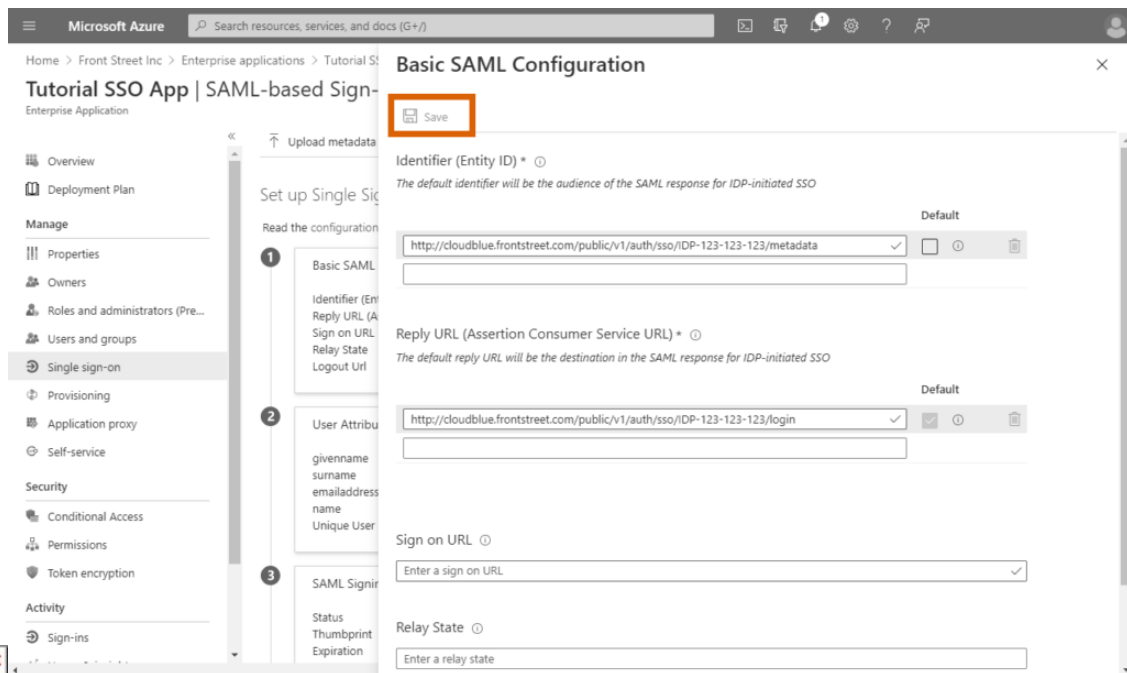 Microsoft Azure
Search resources, services, and docs (G+/)
1
Home > Front Street Inc > Enterprise applications > Tutorial S
Tutorial SSO App | SAML-based Sign-
Enterprise Application
Overview
Deployment Plan
Manage
Properties
Owners
Roles and administrators (Pre...
Users and groups
Single sign-on
Provisioning
Application proxy
Self-service
Security
Conditional Access
Permissions
Token encryption
Activity
Sign-ins
Upload metadata
Set up Single Sig
Read the configuration
1
Basic SAML
Identifier (Ent
Reply URL (A
Sign on URL
Relay State
Logout Url
2
User Attribu
givenname
surname
emailaddress
name
Unique User
3
SAML Signin
Status
Thumbprint
Expiration
Basic SAML Configuration
Save
Identifier (Entity ID) *
The default identifier will be the audience of the SAML response for IDP-initiated SSO
Default
http://cloudblue.frontstreet.com/public/v1/auth/sso/IDP-123-123-123/metadata
Reply URL (Assertion Consumer Service URL) *
The default reply URL will be the destination in the SAML response for IDP-initiated SSO
Default
http://cloudblue.frontstreet.com/public/v1/auth/sso/IDP-123-123-123/login
Sign on URL
Enter a sign on URL
Relay State
Enter a relay state